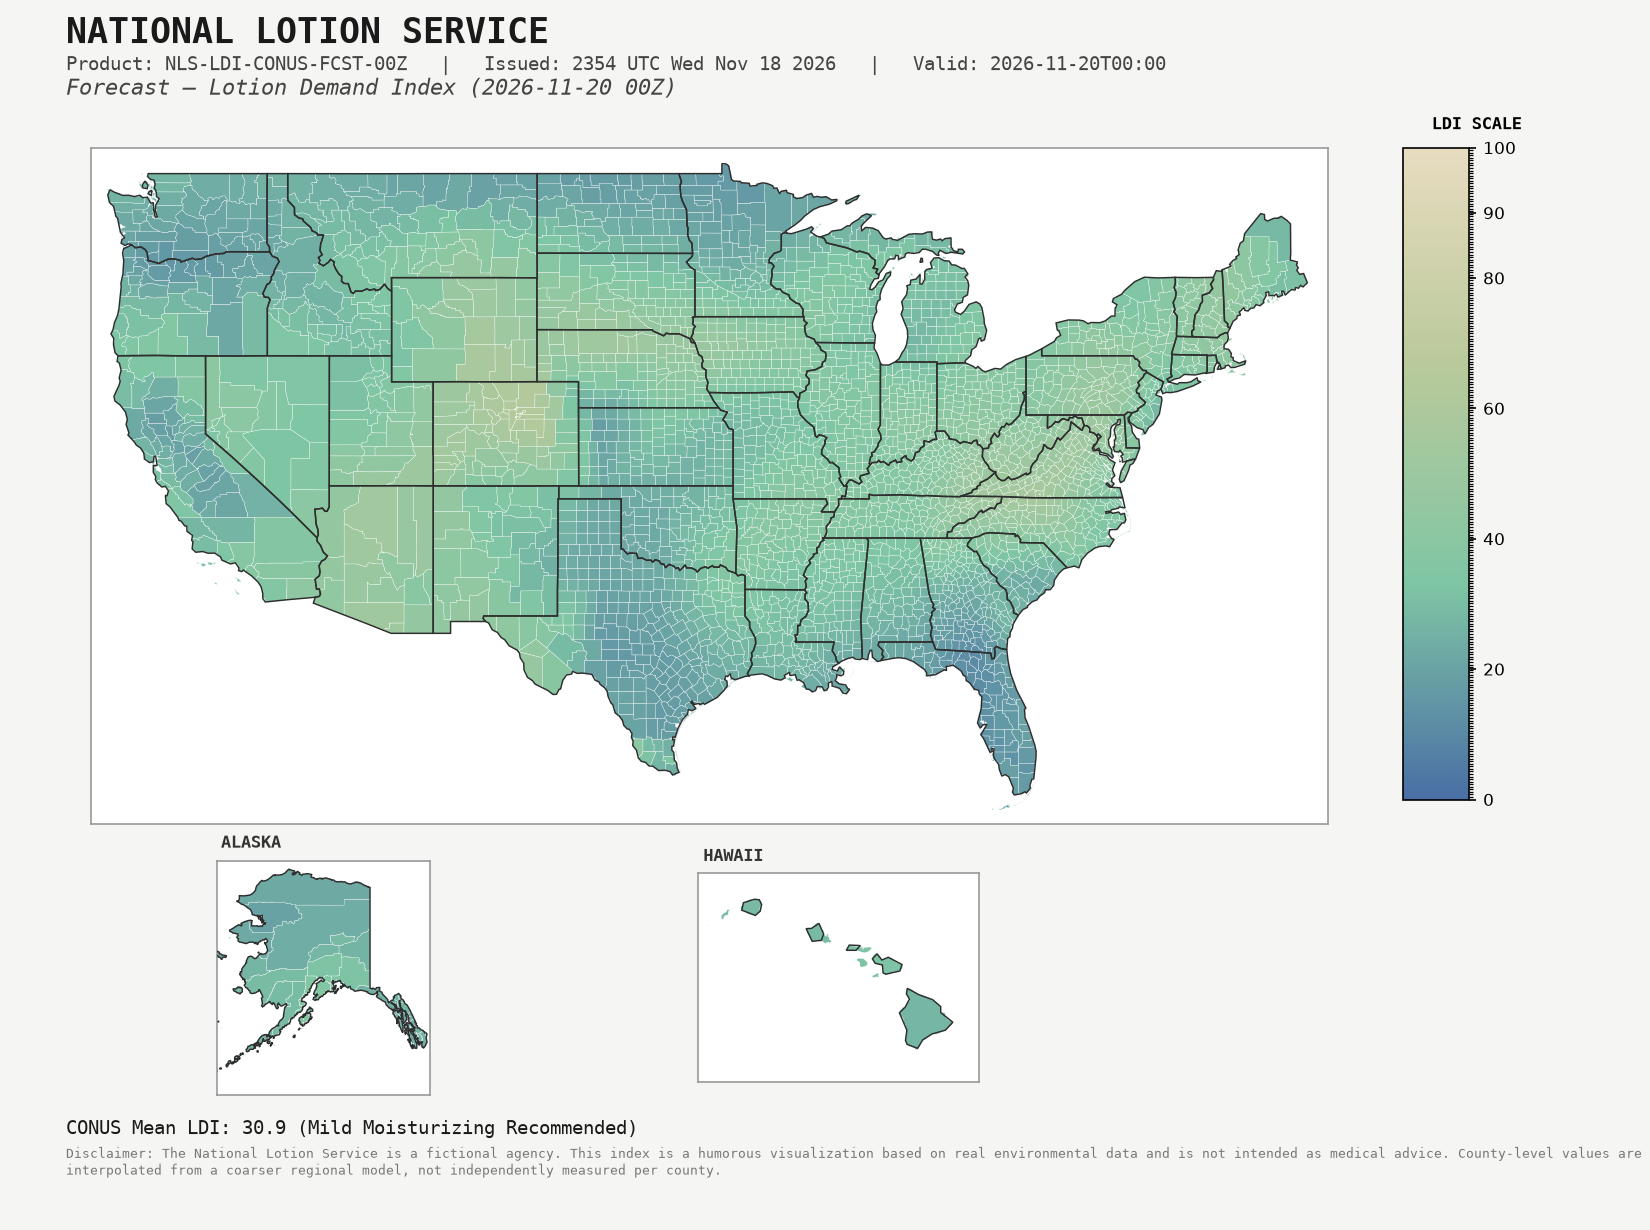 NATIONAL LOTION SERVICE
Product: NLS-LDI-CONUS-FCST-00Z | Issued: 2354 UTC Wed Nov 18 2026 | Valid: 2026-11-20T00:00
Forecast — Lotion Demand Index (2026-11-20 00Z)
LDI SCALE
100
90
80
60
40
20
0
ALASKA
HAWAII
CONUS Mean LDI: 30.9 (Mild Moisturizing Recommended)
Disclaimer: The National Lotion Service is a fictional agency. This index is a humorous visualization based on real environmental data and is not intended as medical advice. County-level values are
interpolated from a coarser regional model, not independently measured per county.